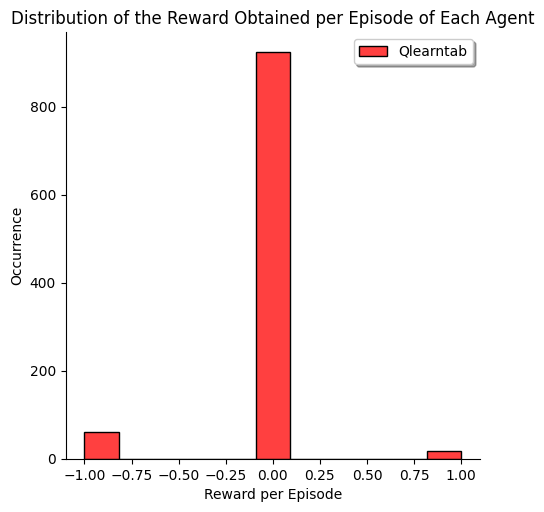 Distribution of the Reward Obtained per Episode of Each Agent
Qlearntab
800
600
400
200
0
Occurrence
−1.00 −0.75 −0.50 −0.25 0.00 0.25 0.50 0.75 1.00
Reward per Episode